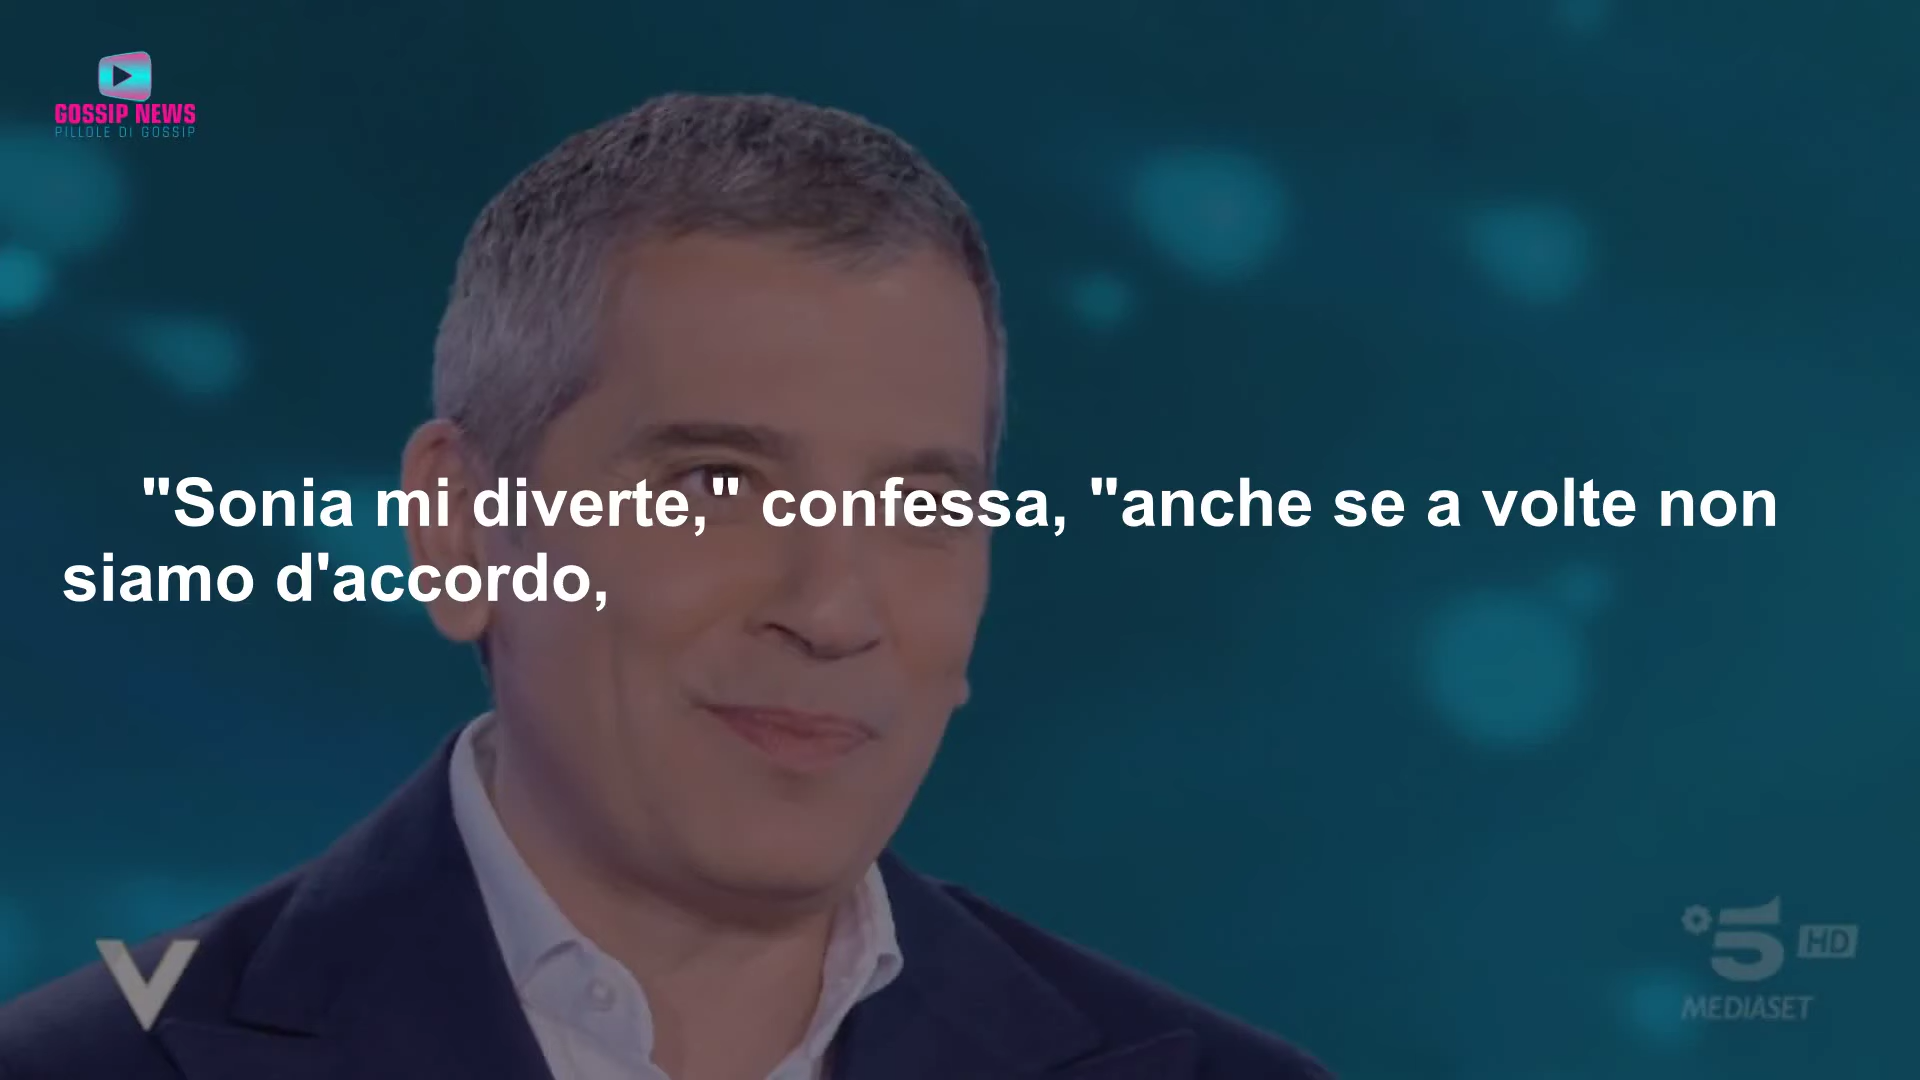 GOSSIP NEWS
PILLOLE DI GOSSIP
"Sonia mi diverte," confessa, "anche se a volte non
siamo d'accordo,
V
5 HD
MEDIASET